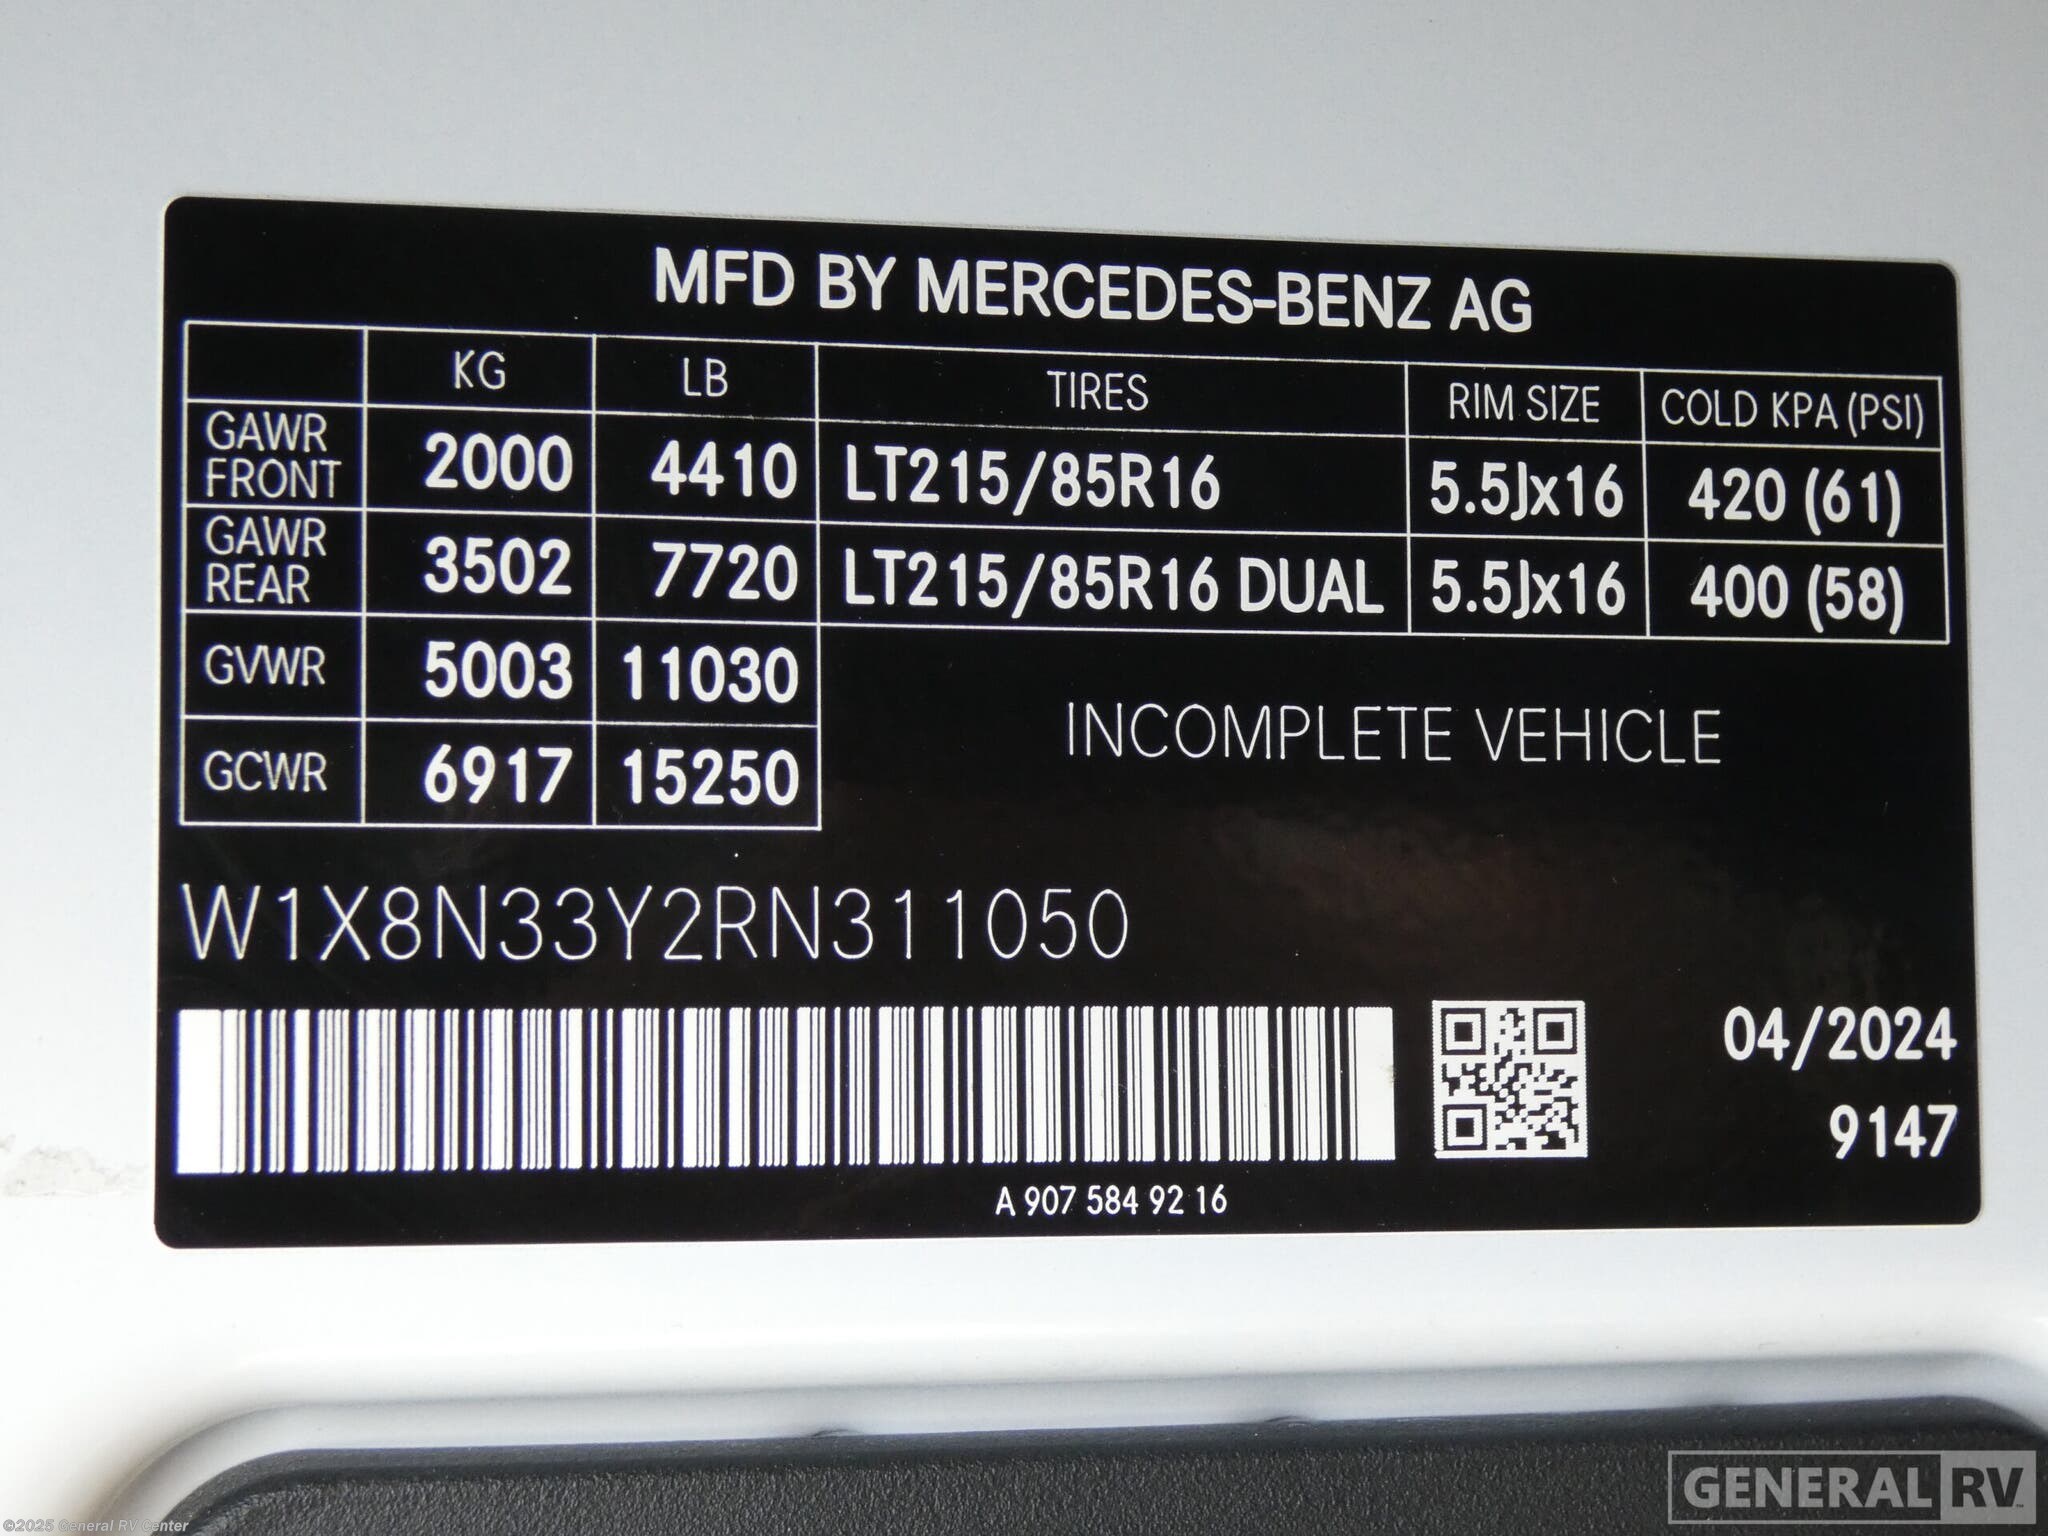 MFD BY MERCEDES-BENZ AG
KG LB TIRES RIM SIZE COLD KPA (PSI)
GAWR FRONT 2000 4410 LT215/85R16 5.5Jx16 420 (61)
GAWR REAR 3502 7720 LT215/85R16 DUAL 5.5Jx16 400 (58)
GVWR 5003 11030
INCOMPLETE VEHICLE
GCWR 6917 15250
W1X8N33Y2RN311050
04/2024
9147
A 907 584 92 16
GENERAL RV
©2025 General RV Center